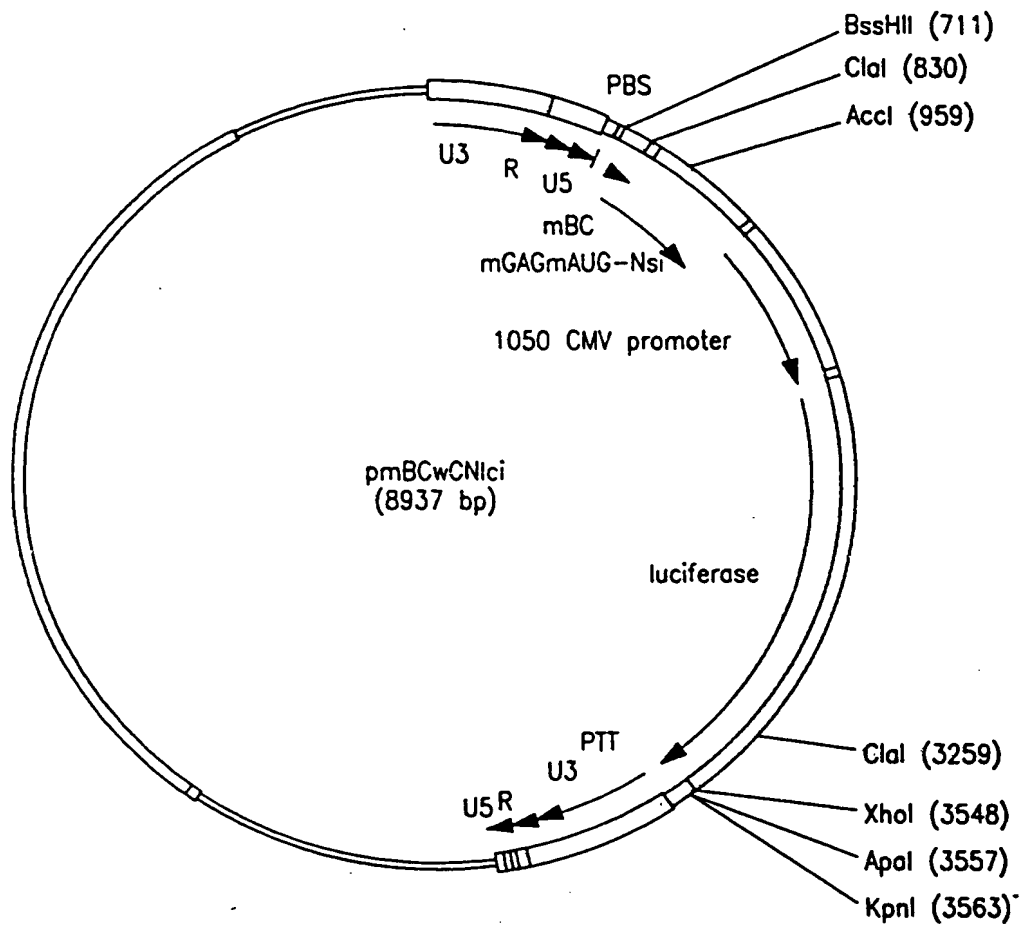 BssHII (711)
ClaI (830)
AccI (959)
PBS
U3
R
U5
mBC
mGAGmAUG-Nsi
1050 CMV promoter
pmBCwCNlci
(8937 bp)
luciferase
PTT
U3
R
U5
ClaI (3259)
XhoI (3548)
ApaI (3557)
KpnI (3563)